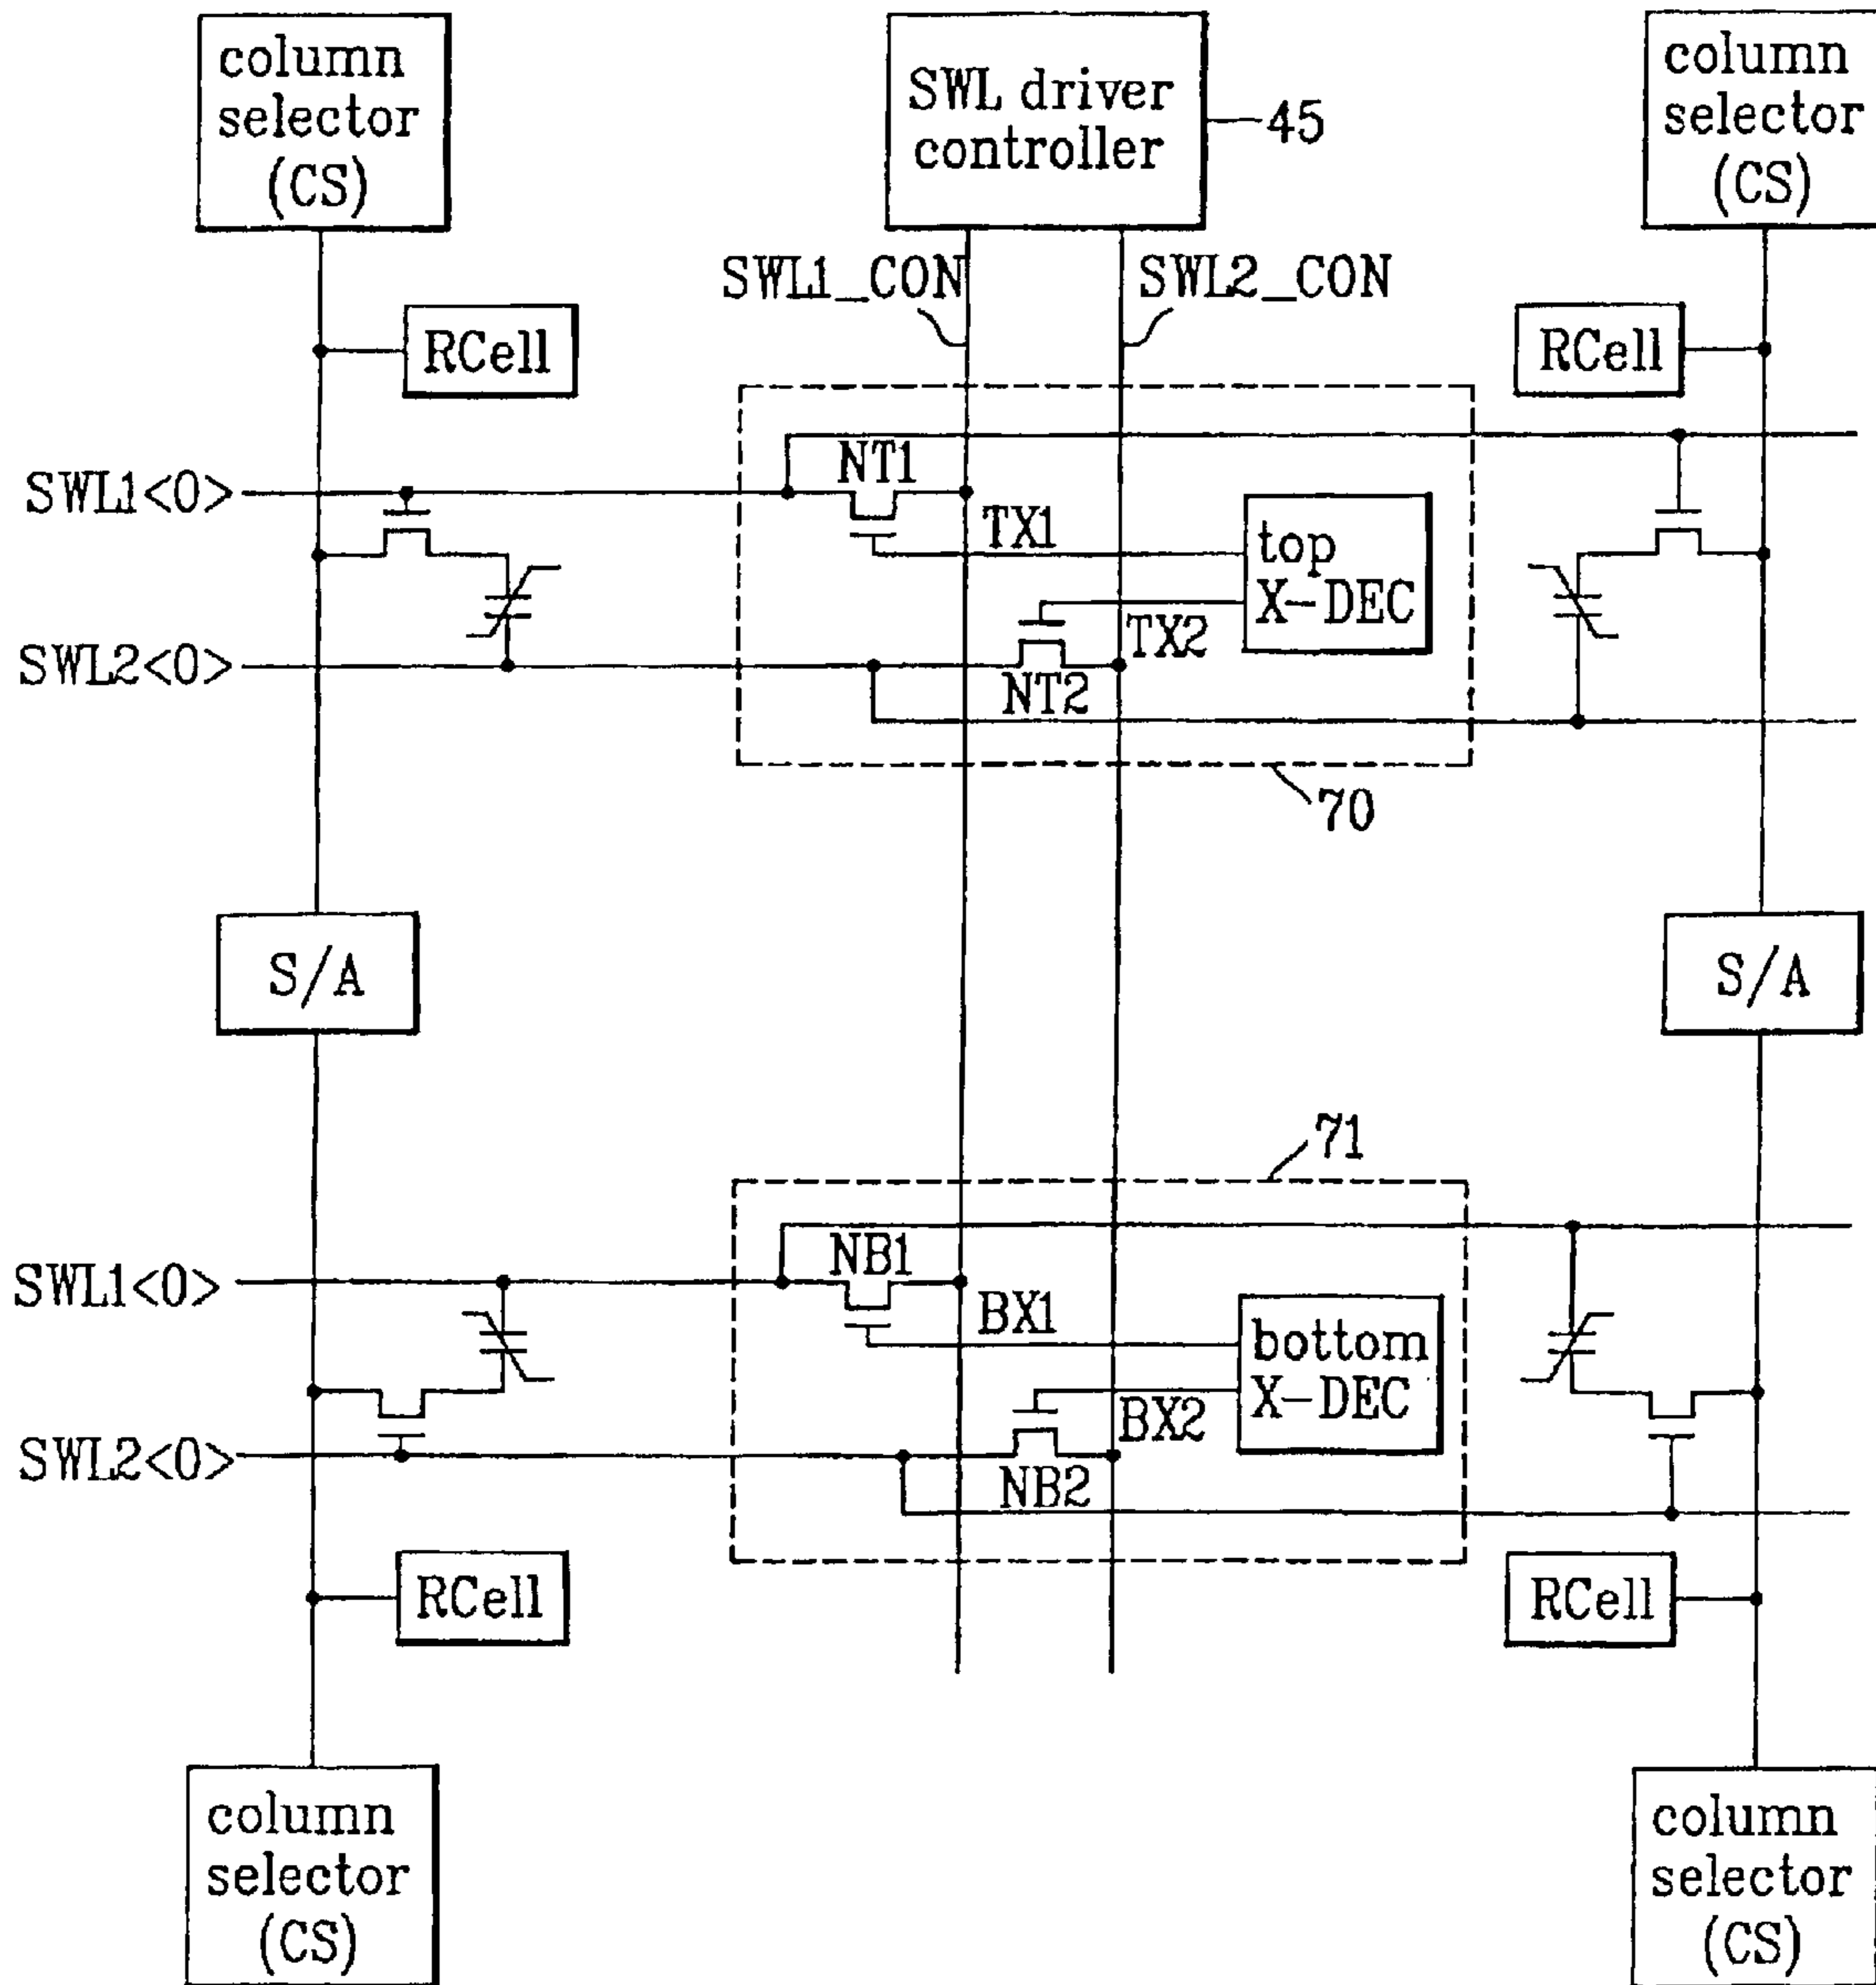 column
selector
(CS)
SWL driver
controller
45
column
selector
(CS)
SWL1_CON
SWL2_CON
RCell
RCell
SWL1<0>
NT1
TX1
top
X-DEC
TX2
SWL2<0>
NT2
70
S/A
S/A
71
SWL1<0>
NB1
BX1
bottom
X-DEC
BX2
SWL2<0>
NB2
RCell
RCell
column
selector
(CS)
column
selector
(CS)